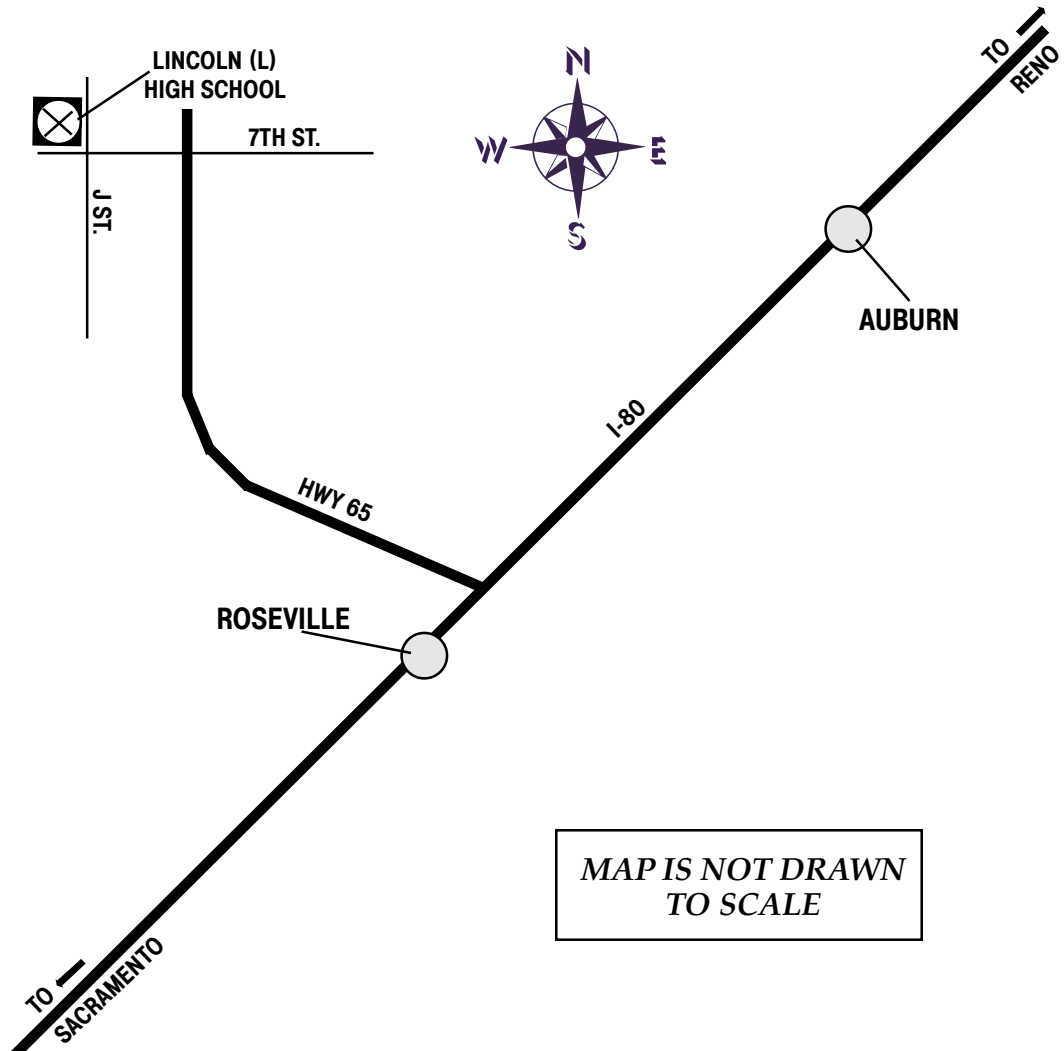 TO
RENO
LINCOLN (L)
HIGH SCHOOL
N
7TH ST.
W
E
J ST.
S
AUBURN
I-80
HWY 65
ROSEVILLE
MAP IS NOT DRAWN
TO SCALE
TO
SACRAMENTO